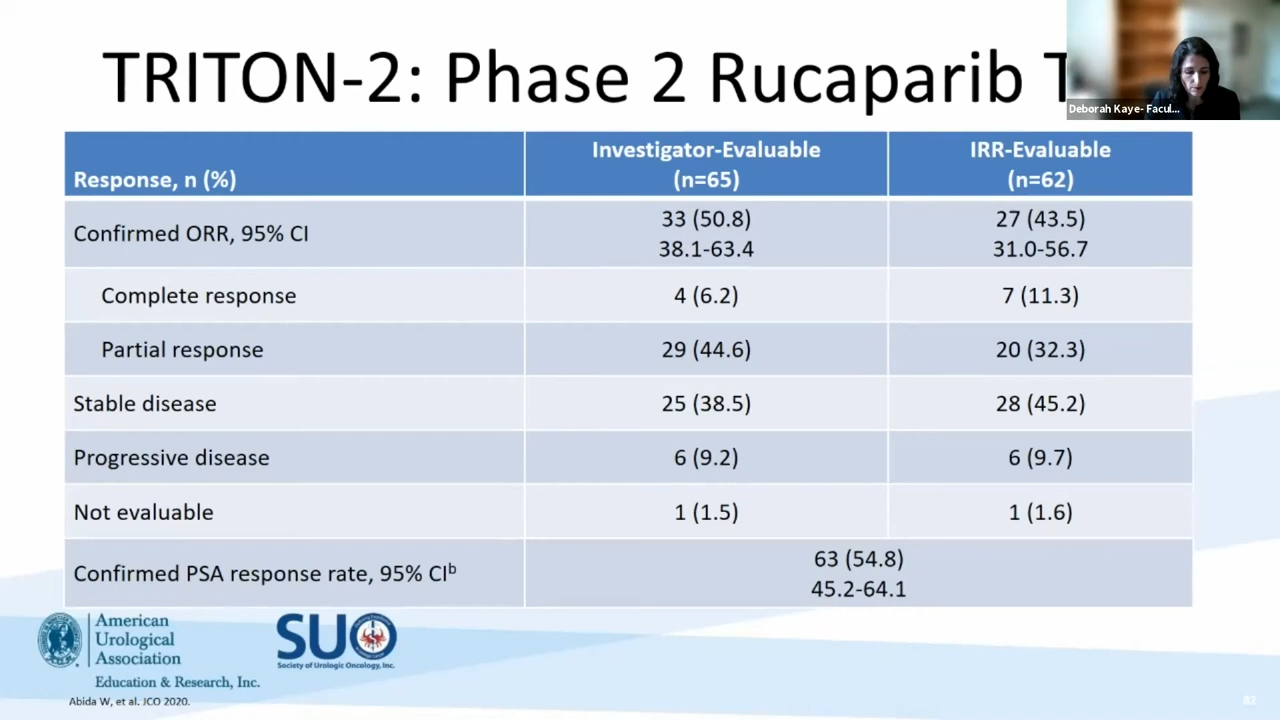 TRITON-2: Phase 2 Rucaparib T
Deborah Kaye- Facul...
Response, n (%)
Investigator-Evaluable
(n=65)
IRR-Evaluable
(n=62)
Confirmed ORR, 95% CI
33 (50.8)
38.1-63.4
27 (43.5)
31.0-56.7
Complete response
4 (6.2)
7 (11.3)
Partial response
29 (44.6)
20 (32.3)
Stable disease
25 (38.5)
28 (45.2)
Progressive disease
6 (9.2)
6 (9.7)
Not evaluable
1 (1.5)
1 (1.6)
Confirmed PSA response rate, 95% CIᵇ
63 (54.8)
45.2-64.1
American
Urological
Association
Education & Research, Inc.
SUO
Society of Urologic Oncology, Inc.
Abida W, et al. JCO 2020.
82